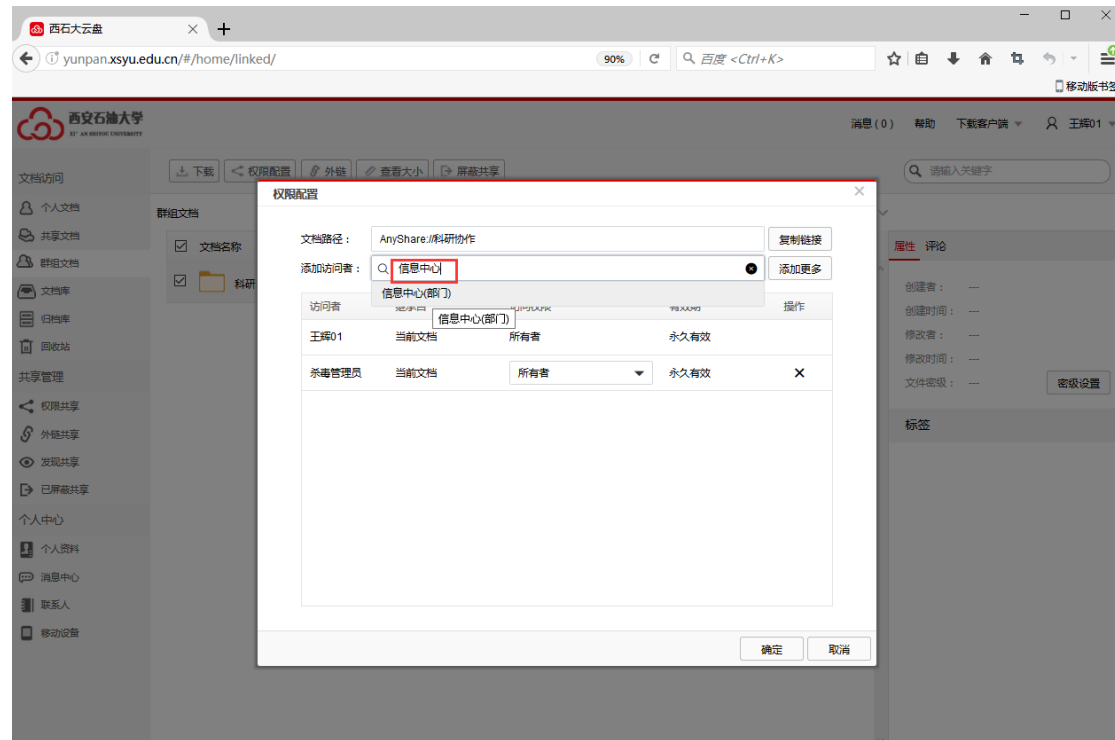 西石大云盘
yunpan.xsyu.edu.cn/#/home/linked/
90%
百度 <Ctrl+K>
移动版书签
西安石油大学
XI'AN SHIYOU UNIVERSITY
消息(0) 帮助 下载客户端 王辉01
文档访问
个人文档
共享文档
群组文档
文档库
归档库
回收站
共享管理
权限共享
外链共享
发现共享
已屏蔽共享
个人中心
个人资料
消息中心
联系人
移动设备
下载 权限配置 外链 查看大小 屏蔽共享
请输入关键字
群组文档
文档名称
科研
权限配置
文档路径： AnyShare://科研协作 复制链接
添加访问者： 信息中心 添加更多
信息中心(部门)
访问者 继承自 访问权限 有效期 操作
信息中心(部门)
王辉01 当前文档 所有者 永久有效
杀毒管理员 当前文档 所有者 永久有效
确定 取消
属性 评论
创建者： ---
创建时间： ---
修改者： ---
修改时间： ---
文件密级： --- 密级设置
标签